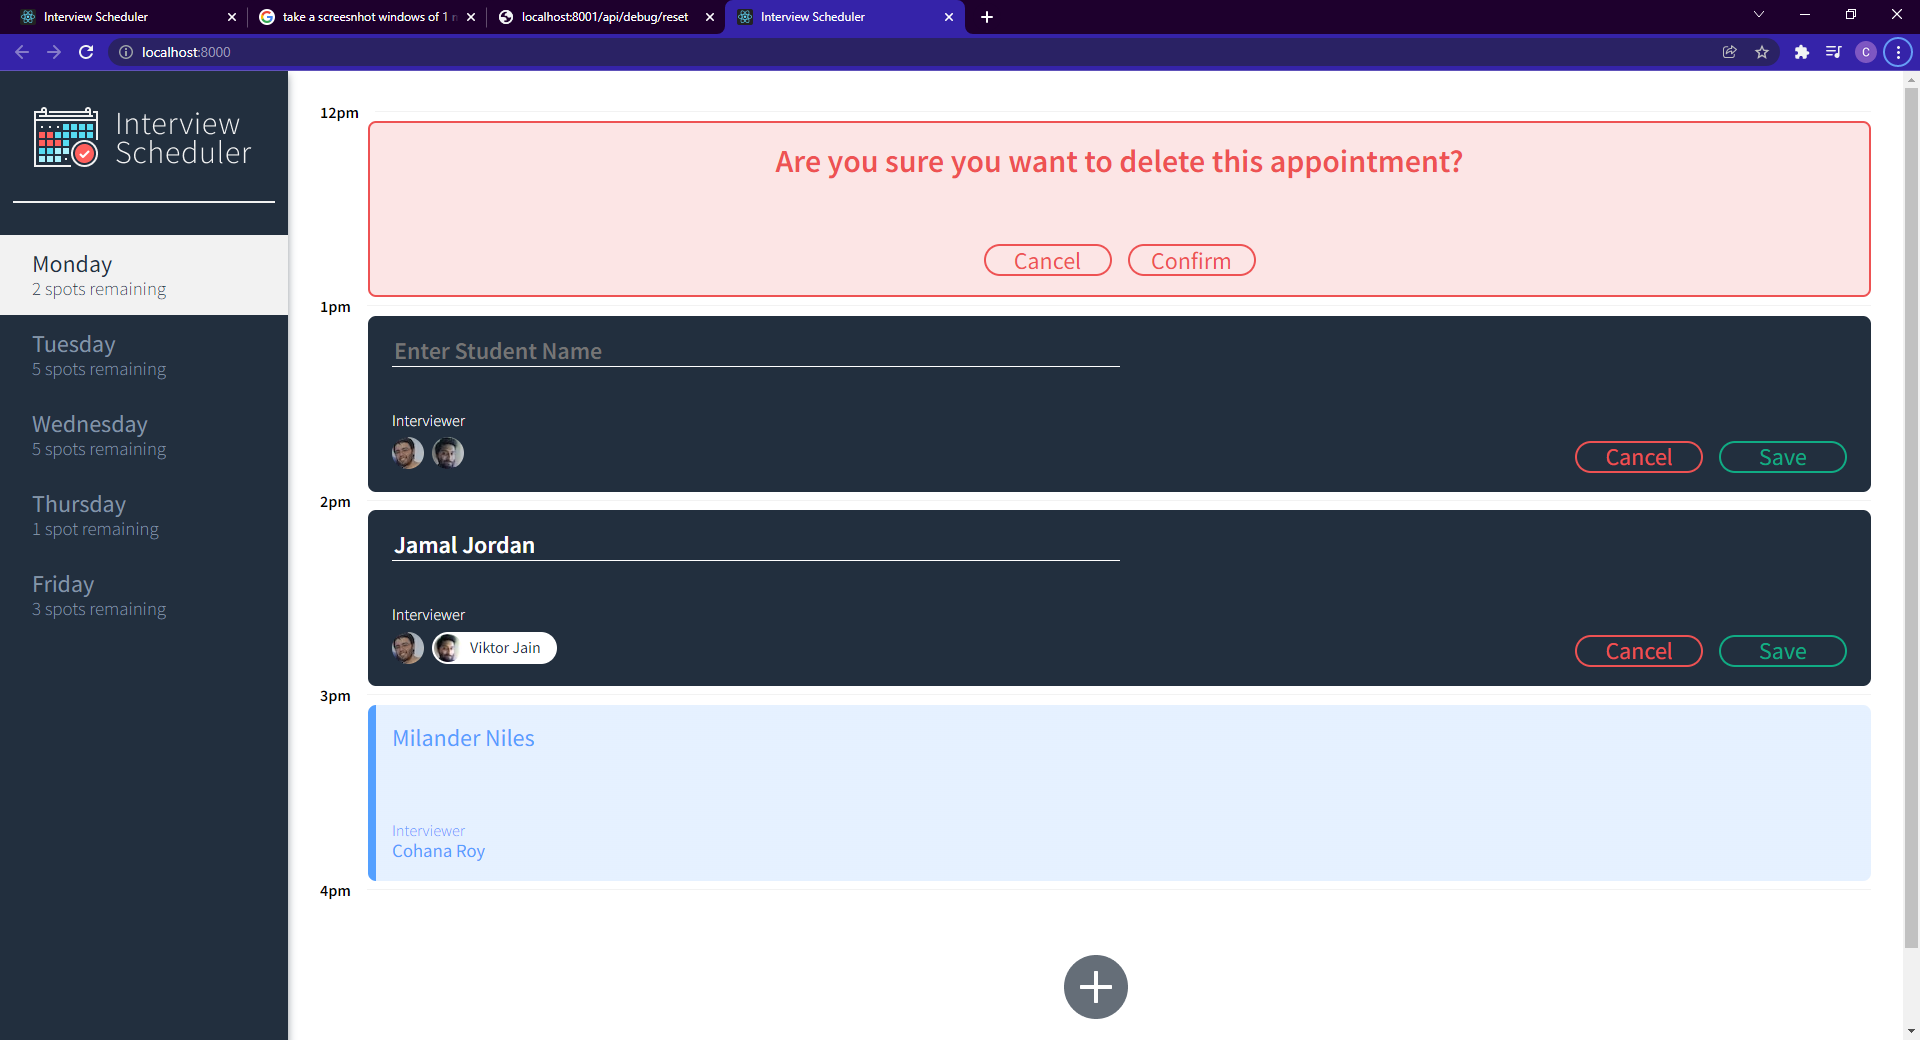 Interview Scheduler
take a screesnhot windows of 1 
localhost:8001/api/debug/reset
Interview Scheduler
localhost:8000
C
Interview
Scheduler
Monday
2 spots remaining
Tuesday
5 spots remaining
Wednesday
5 spots remaining
Thursday
1 spot remaining
Friday
3 spots remaining
12pm
Are you sure you want to delete this appointment?
Cancel
Confirm
1pm
Enter Student Name
Interviewer
Cancel
Save
2pm
Jamal Jordan
Interviewer
Viktor Jain
Cancel
Save
3pm
Milander Niles
Interviewer
Cohana Roy
4pm